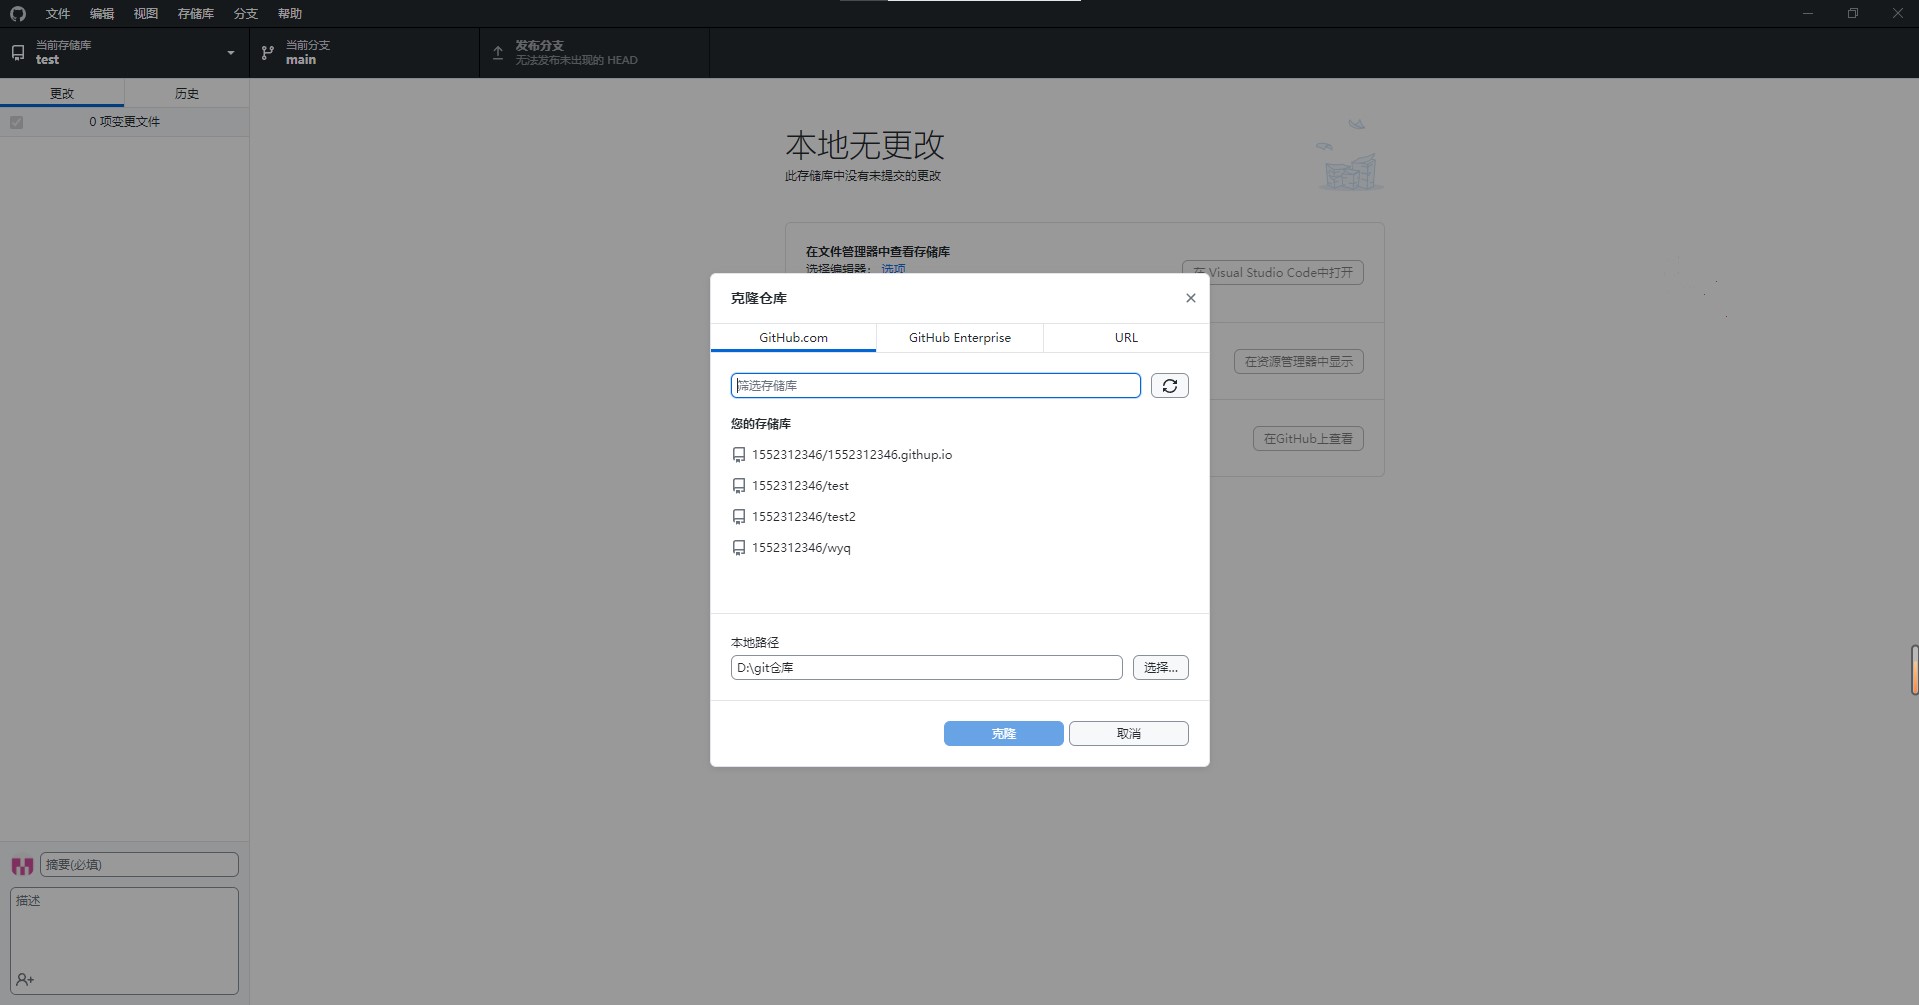 文件 编辑 视图 存储库 分支 帮助
当前存储库
test
当前分支
main
发布分支
无法发布未出现的 HEAD
更改 历史
0 项变更文件
本地无更改
此存储库中没有未提交的更改
在文件管理器中查看存储库
选择编辑器： 选项
在 Visual Studio Code中打开
在资源管理器中显示
在GitHub上查看
克隆仓库
GitHub.com GitHub Enterprise URL
筛选存储库
您的存储库
1552312346/1552312346.githup.io
1552312346/test
1552312346/test2
1552312346/wyq
本地路径
D:\git仓库 选择...
克隆 取消
摘要(必填)
描述